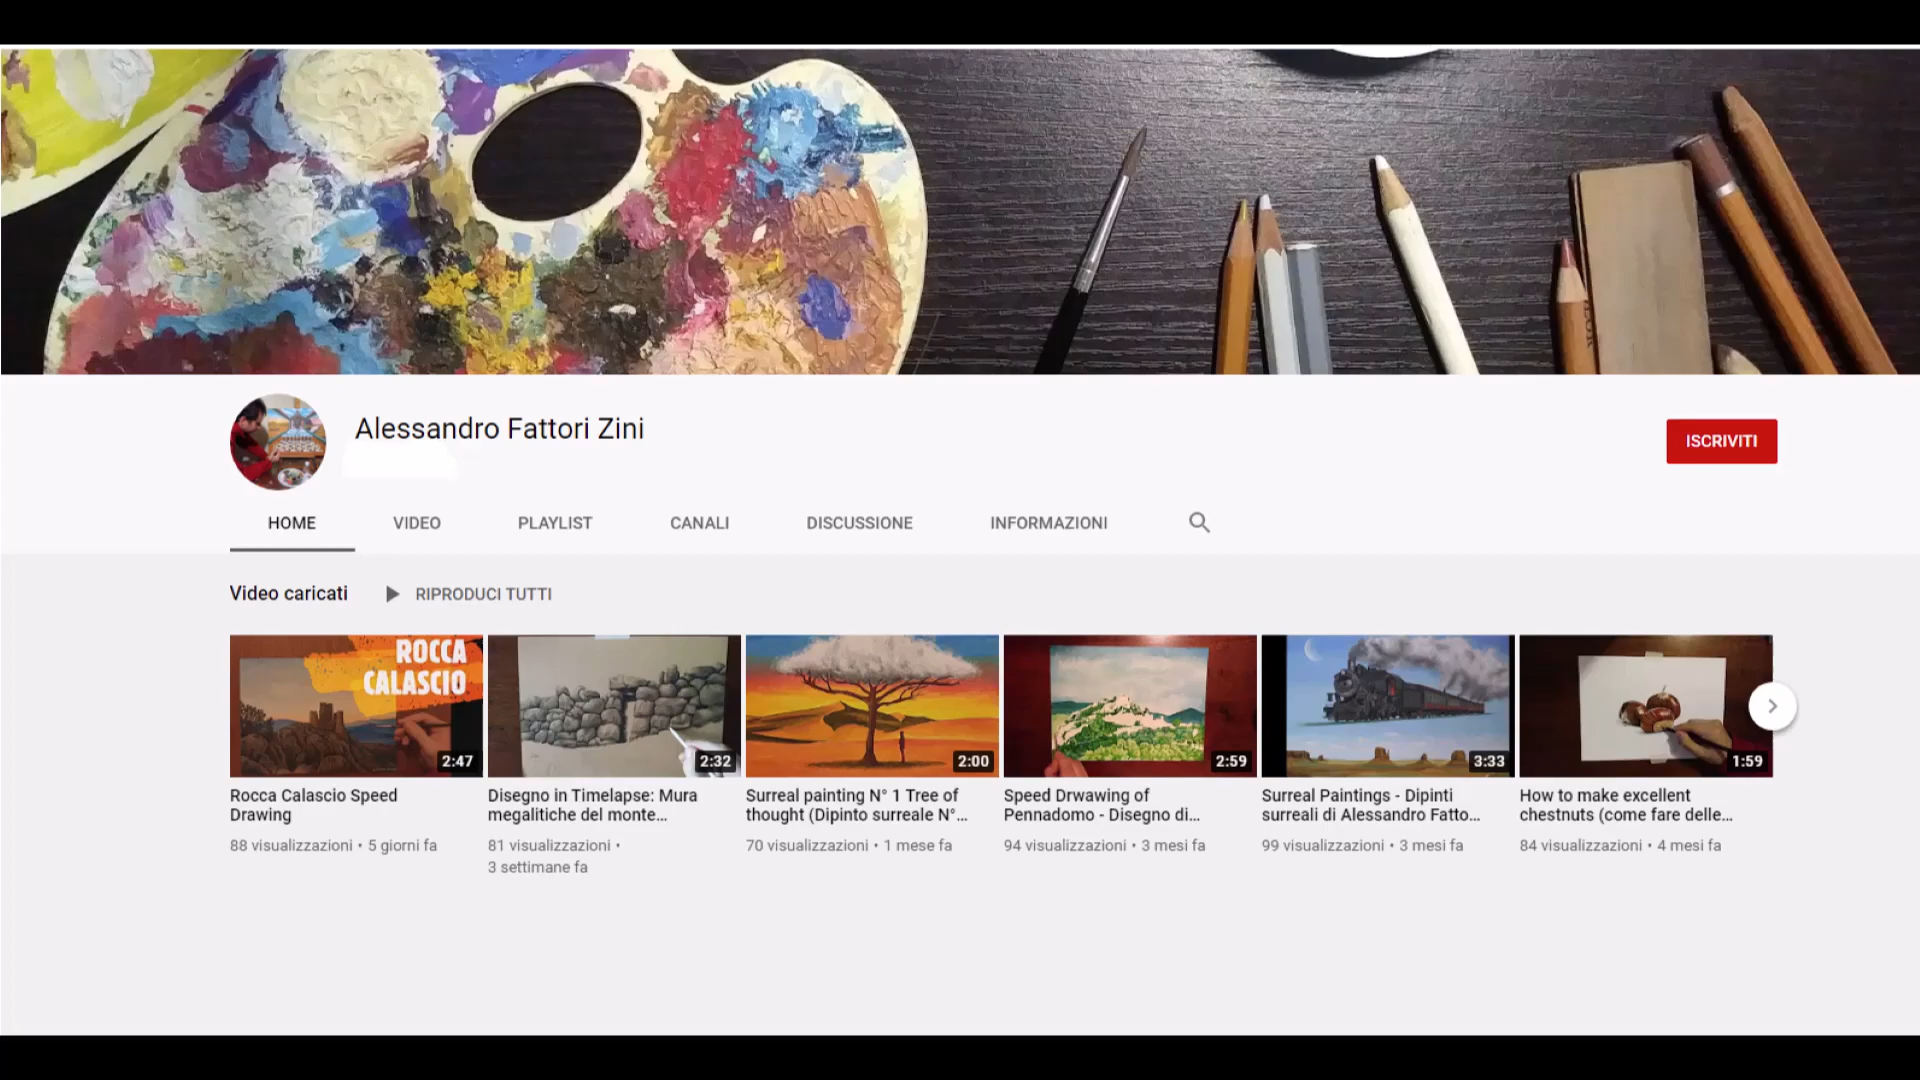 Alessandro Fattori Zini
ISCRIVITI
HOME VIDEO PLAYLIST CANALI DISCUSSIONE INFORMAZIONI
Video caricati RIPRODUCI TUTTI
ROCCA
CALASCIO
2:47
Rocca Calascio Speed
Drawing
88 visualizzazioni • 5 giorni fa
2:32
Disegno in Timelapse: Mura
megalitiche del monte...
81 visualizzazioni •
3 settimane fa
2:00
Surreal painting N° 1 Tree of
thought (Dipinto surreale N°...
70 visualizzazioni • 1 mese fa
2:59
Speed Drwawing of
Pennadomo - Disegno di...
94 visualizzazioni • 3 mesi fa
3:33
Surreal Paintings - Dipinti
surreali di Alessandro Fatto...
99 visualizzazioni • 3 mesi fa
1:59
How to make excellent
chestnuts (come fare delle...
84 visualizzazioni • 4 mesi fa